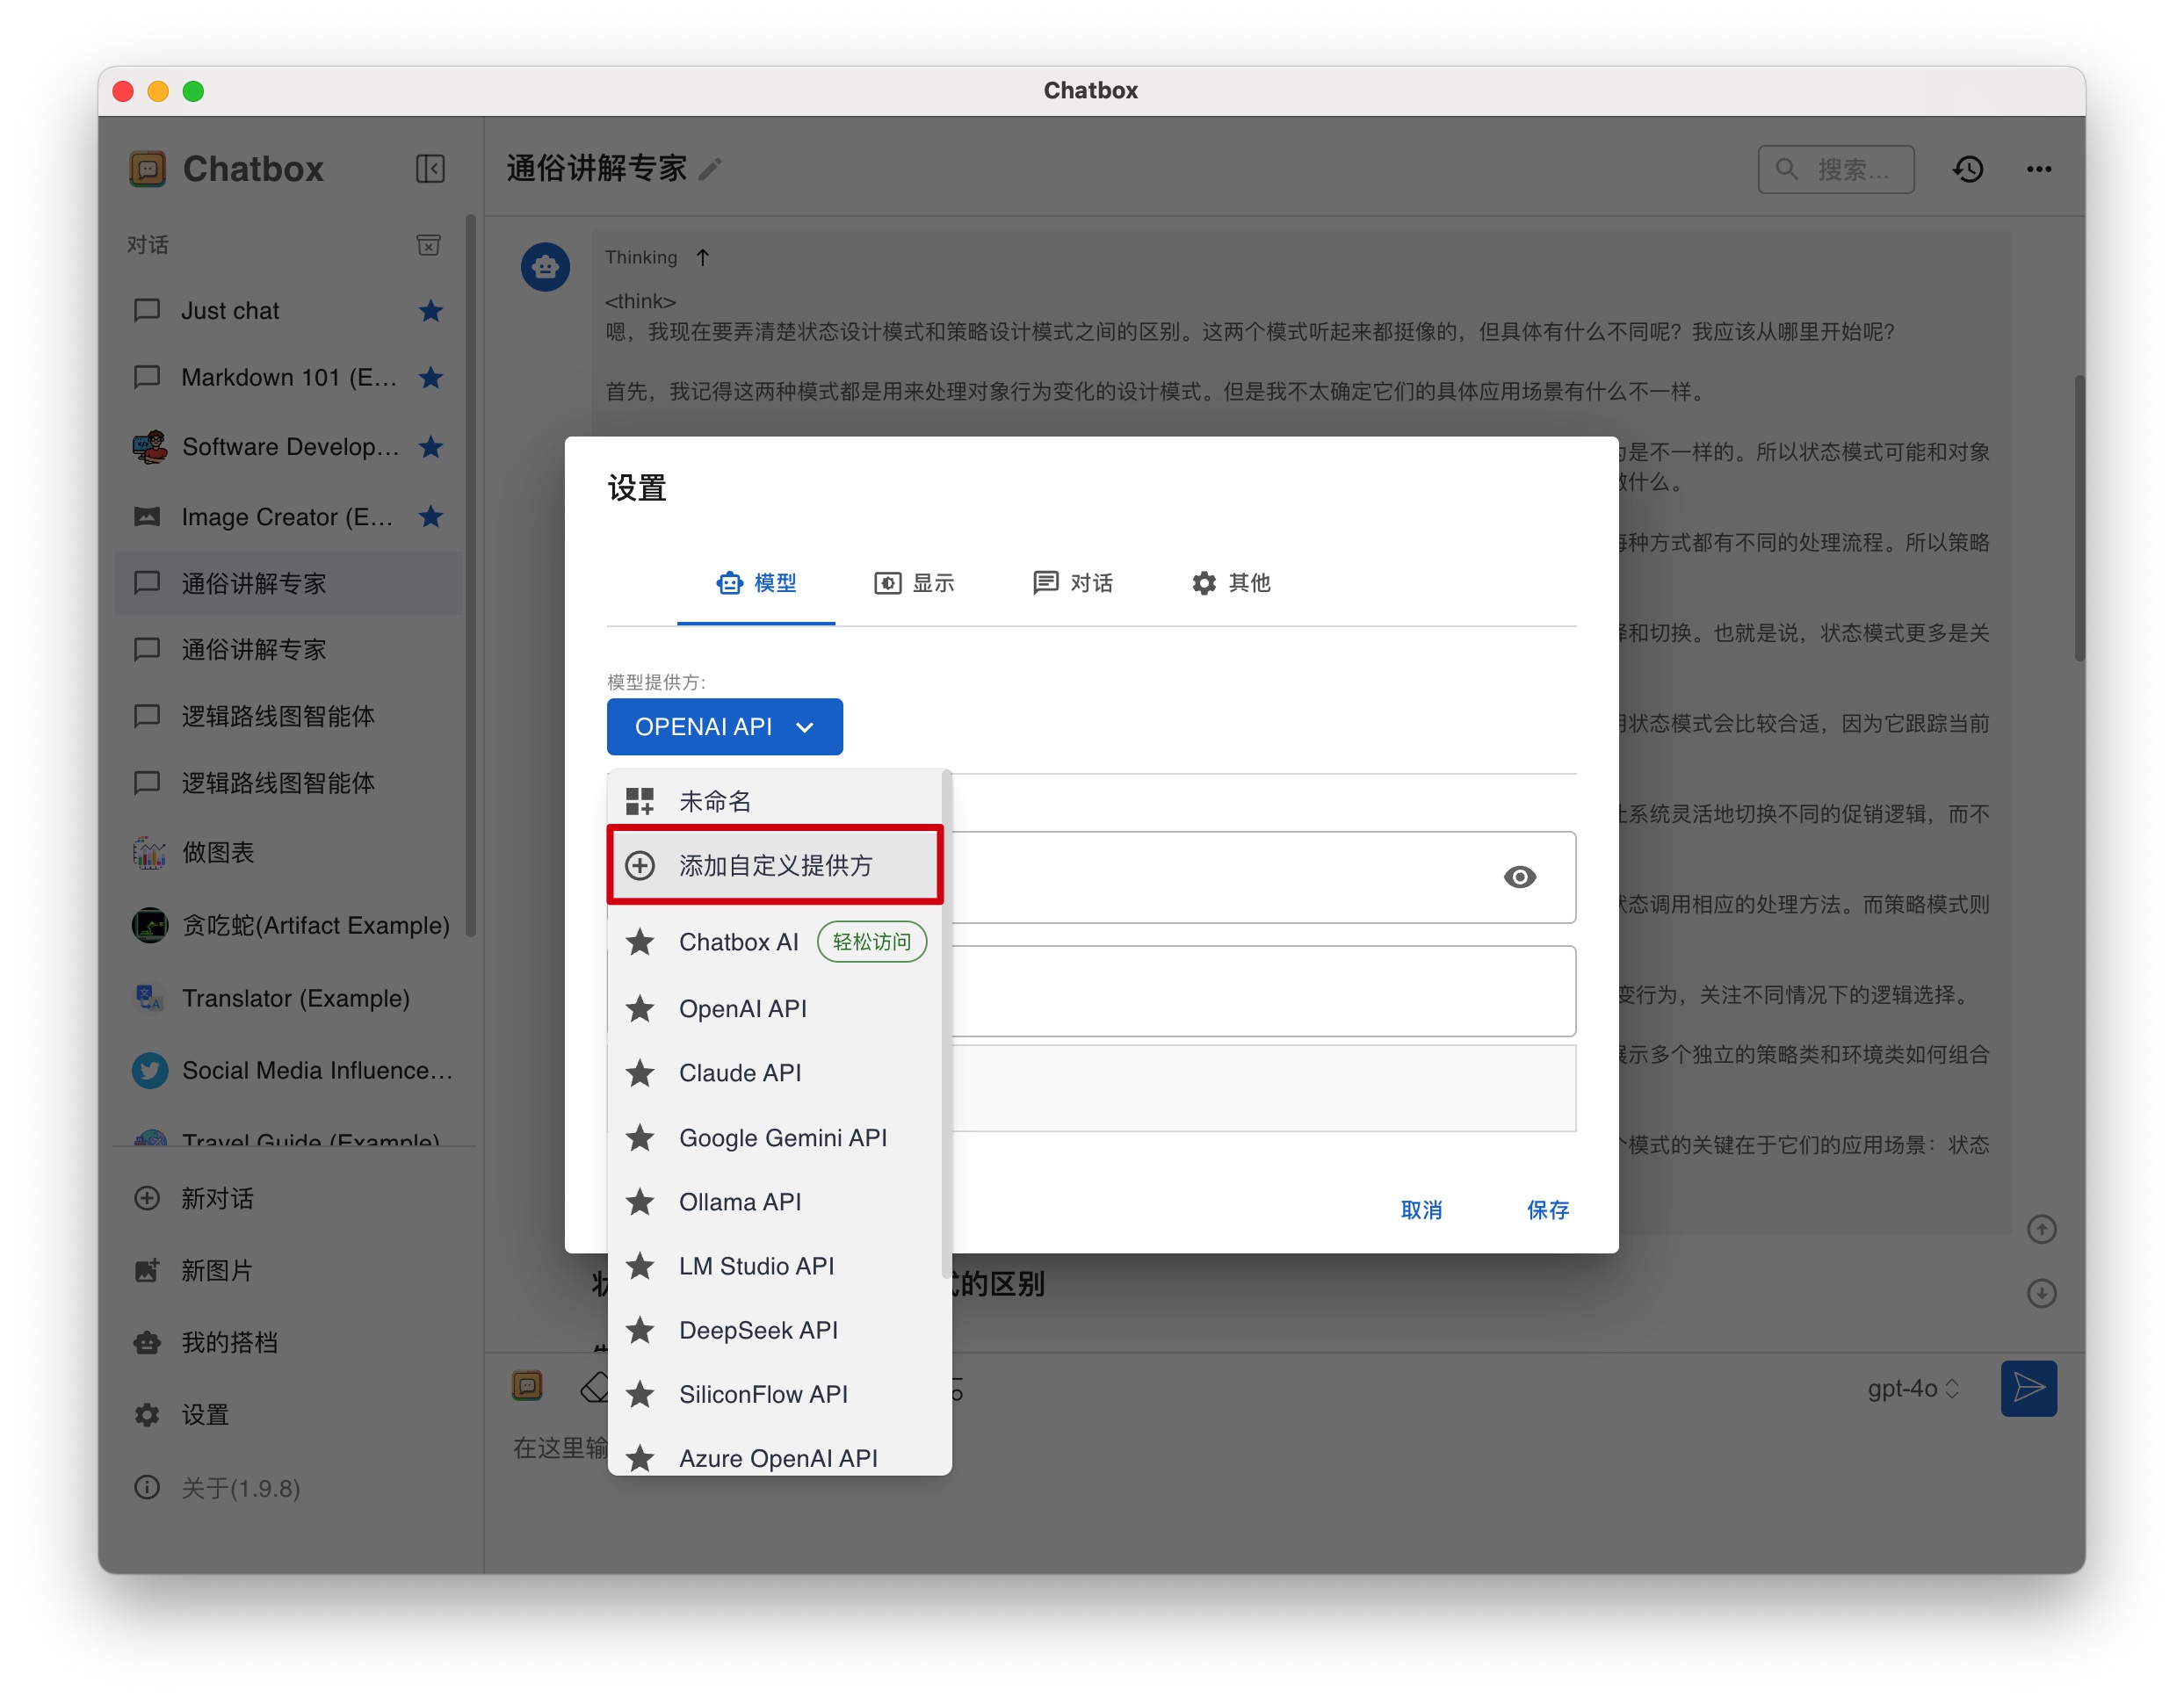 Chatbox
Chatbox
对话
Just chat
Markdown 101 (E...
Software Develop...
Image Creator (E...
通俗讲解专家
通俗讲解专家
逻辑路线图智能体
逻辑路线图智能体
做图表
贪吃蛇(Artifact Example)
Translator (Example)
Social Media Influence...
Travel Guide (Example)
新对话
新图片
我的搭档
设置
关于(1.9.8)
通俗讲解专家
搜索...
Thinking ↑
<think>
嗯，我现在要弄清楚状态设计模式和策略设计模式之间的区别。这两个模式听起来都挺像的，但具体有什么不同呢？我应该从哪里开始呢？
首先，我记得这两种模式都是用来处理对象行为变化的设计模式。但是我不太确定它们的具体应用场景有什么不一样。
是不一样的。所以状态模式可能和对象
什么。
种方式都有不同的处理流程。所以策略
和切换。也就是说，状态模式更多是关
状态模式会比较合适，因为它跟踪当前
系统灵活地切换不同的促销逻辑，而不
态调用相应的处理方法。而策略模式则
变行为，关注不同情况下的逻辑选择。
示多个独立的策略类和环境类如何组合
个模式的关键在于它们的应用场景：状态
设置
模型
显示
对话
其他
模型提供方:
OPENAI API
未命名
添加自定义提供方
Chatbox AI 轻松访问
OpenAI API
Claude API
Google Gemini API
Ollama API
LM Studio API
DeepSeek API
SiliconFlow API
Azure OpenAI API
取消
保存
的区别
gpt-4o
在这里输